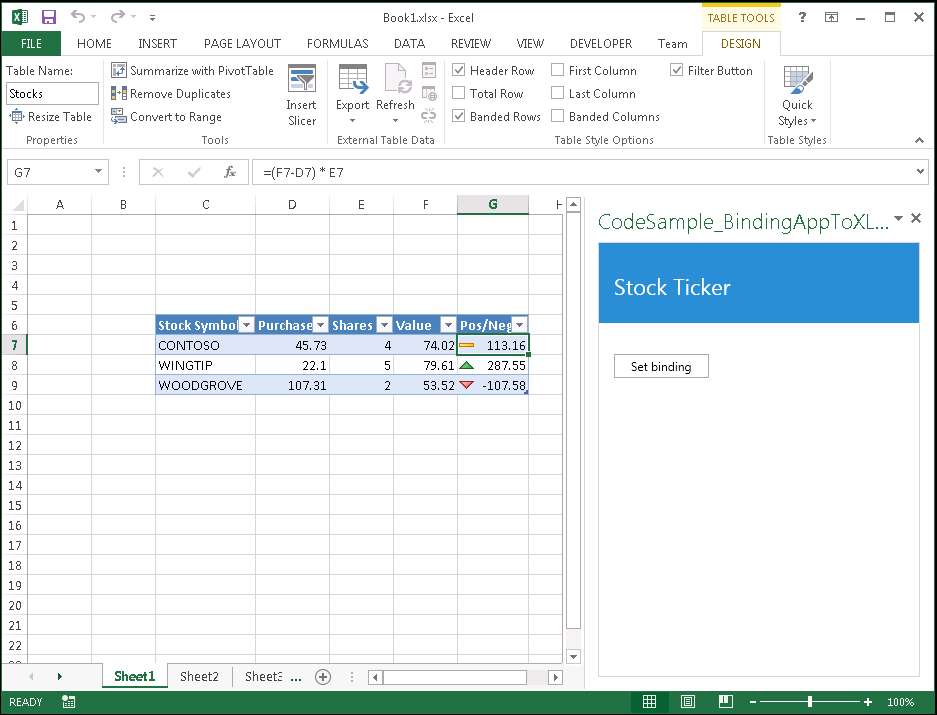 Book1.xlsx - Excel
TABLE TOOLS
?
FILE HOME INSERT PAGE LAYOUT FORMULAS DATA REVIEW VIEW DEVELOPER Team DESIGN
Table Name:
Stocks
Resize Table
Properties
Summarize with PivotTable
Remove Duplicates
Convert to Range
Insert
Slicer
Tools
Export
Refresh
External Table Data
Header Row
Total Row
Banded Rows
First Column
Last Column
Banded Columns
Filter Button
Table Style Options
Quick
Styles
Table Styles
G7
fx
=(F7-D7) * E7
A B C D E F G H
1
2
3
4
5
6 Stock Symbol Purchase Shares Value Pos/Neg
7 CONTOSO 45.73 4 74.02 113.16
8 WINGTIP 22.1 5 79.61 287.55
9 WOODGROVE 107.31 2 53.52 -107.58
10
11
12
13
14
15
16
17
18
19
20
21
22
CodeSample_BindingAppToXL...
Stock Ticker
Set binding
Sheet1 Sheet2 Sheet3 ...
READY
100%